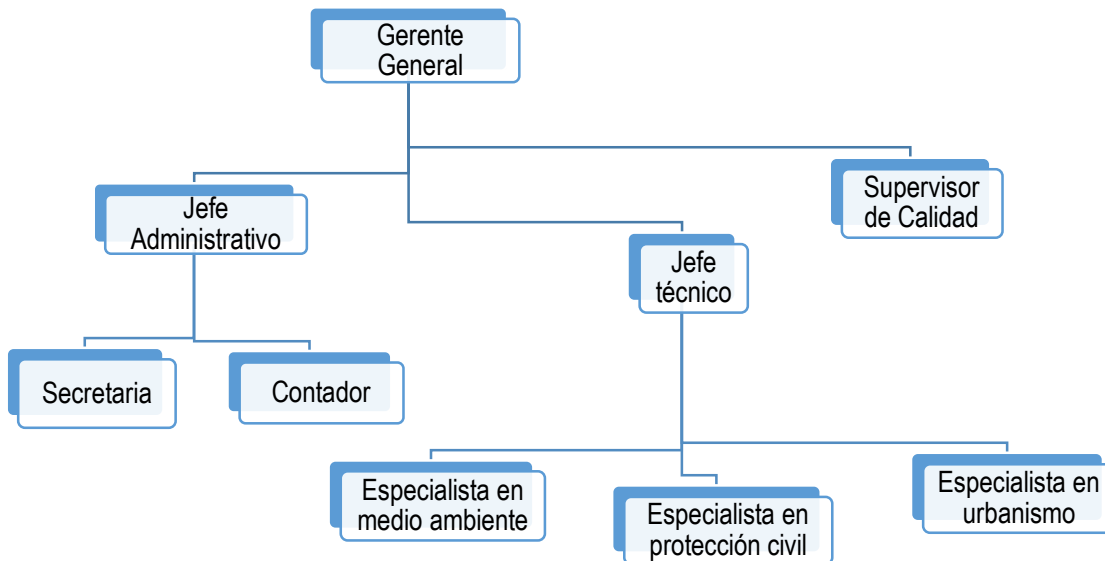 Gerente
General
Supervisor
de Calidad
Jefe
Administrativo
Jefe
técnico
Secretaria
Contador
Especialista en
medio ambiente
Especialista en
protección civil
Especialista en
urbanismo